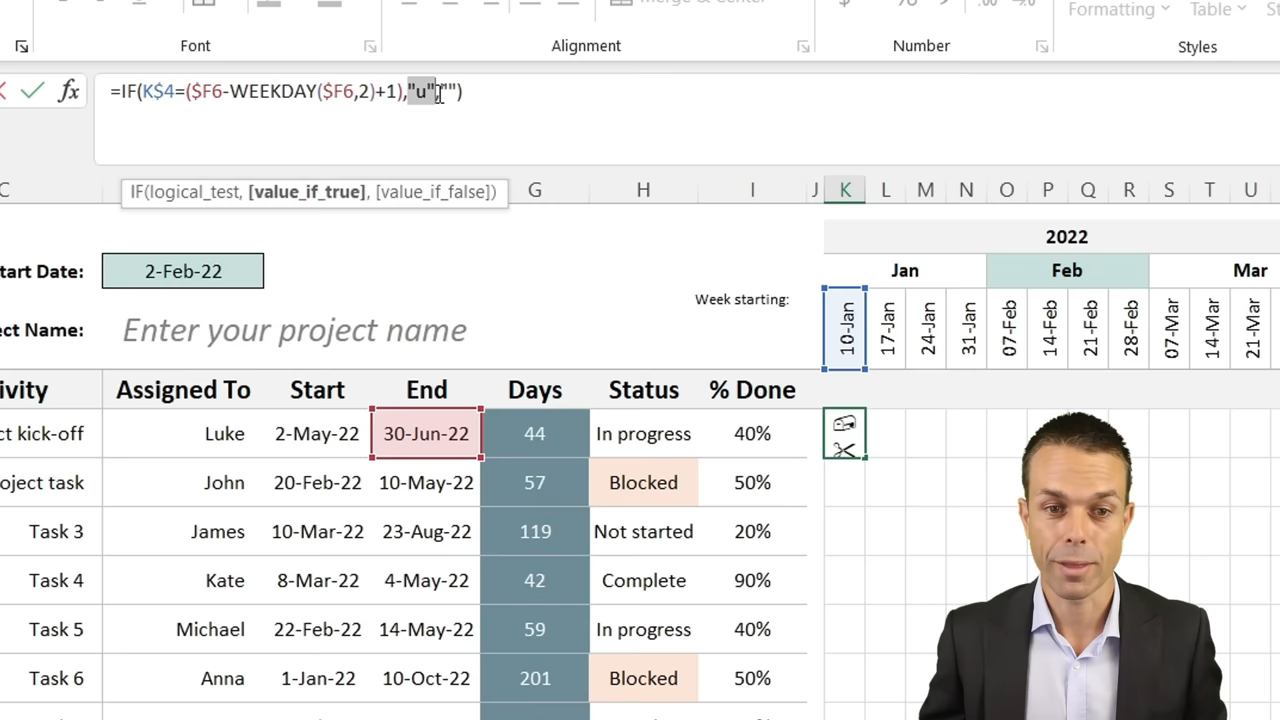 Merge & Center
$ %
Formatting Table
Font Alignment Number Styles
fx =IF(K$4=($F6-WEEKDAY($F6,2)+1),"u","")
IF(logical_test, [value_if_true], [value_if_false])
C G H I J K L M N O P Q R S T U
2022
tart Date: 2-Feb-22 Jan Feb Mar
Week starting: 10-Jan 17-Jan 24-Jan 31-Jan 07-Feb 14-Feb 21-Feb 28-Feb 07-Mar 14-Mar 21-Mar
ect Name: Enter your project name
ivity Assigned To Start End Days Status % Done
ct kick-off Luke 2-May-22 30-Jun-22 44 In progress 40%
oject task John 20-Feb-22 10-May-22 57 Blocked 50%
Task 3 James 10-Mar-22 23-Aug-22 119 Not started 20%
Task 4 Kate 8-Mar-22 4-May-22 42 Complete 90%
Task 5 Michael 22-Feb-22 14-May-22 59 In progress 40%
Task 6 Anna 1-Jan-22 10-Oct-22 201 Blocked 50%